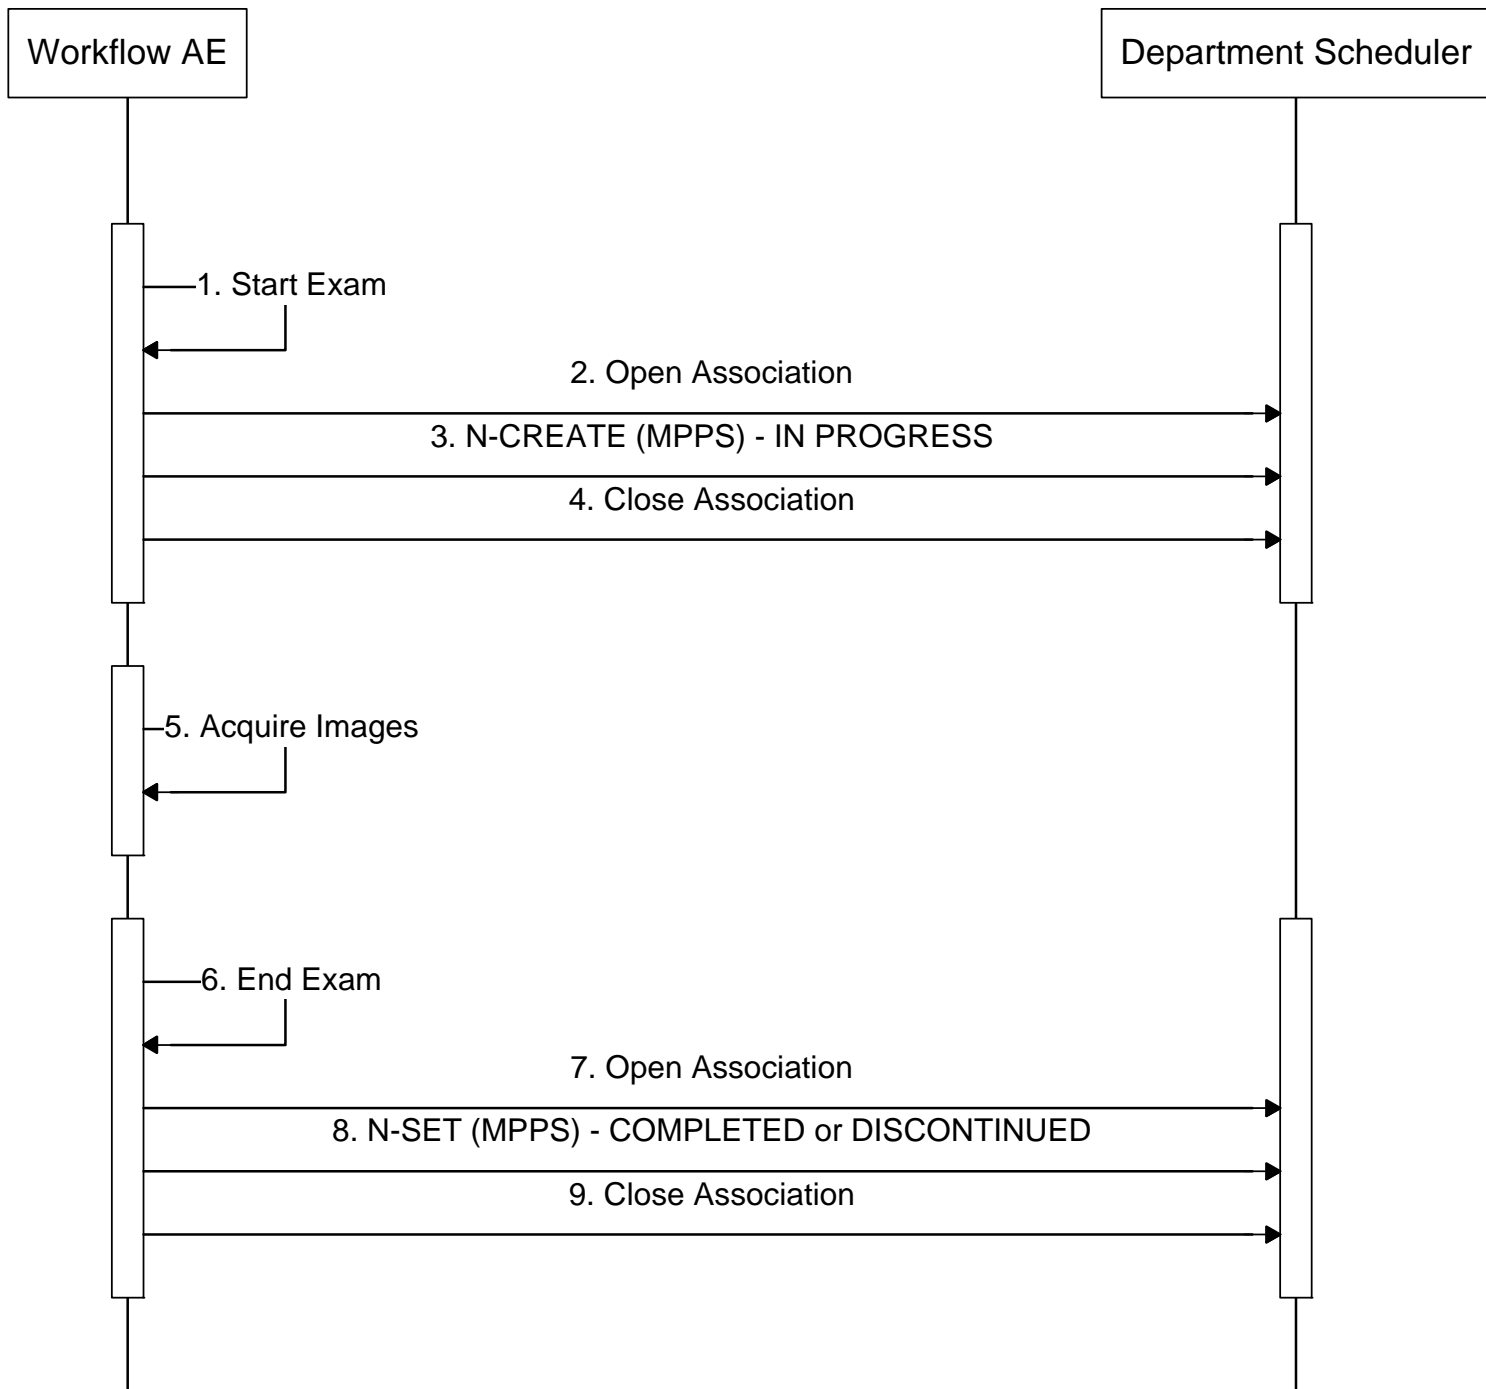 Workflow AE
Department Scheduler
1. Start Exam
2. Open Association
3. N-CREATE (MPPS) - IN PROGRESS
4. Close Association
5. Acquire Images
6. End Exam
7. Open Association
8. N-SET (MPPS) - COMPLETED or DISCONTINUED
9. Close Association